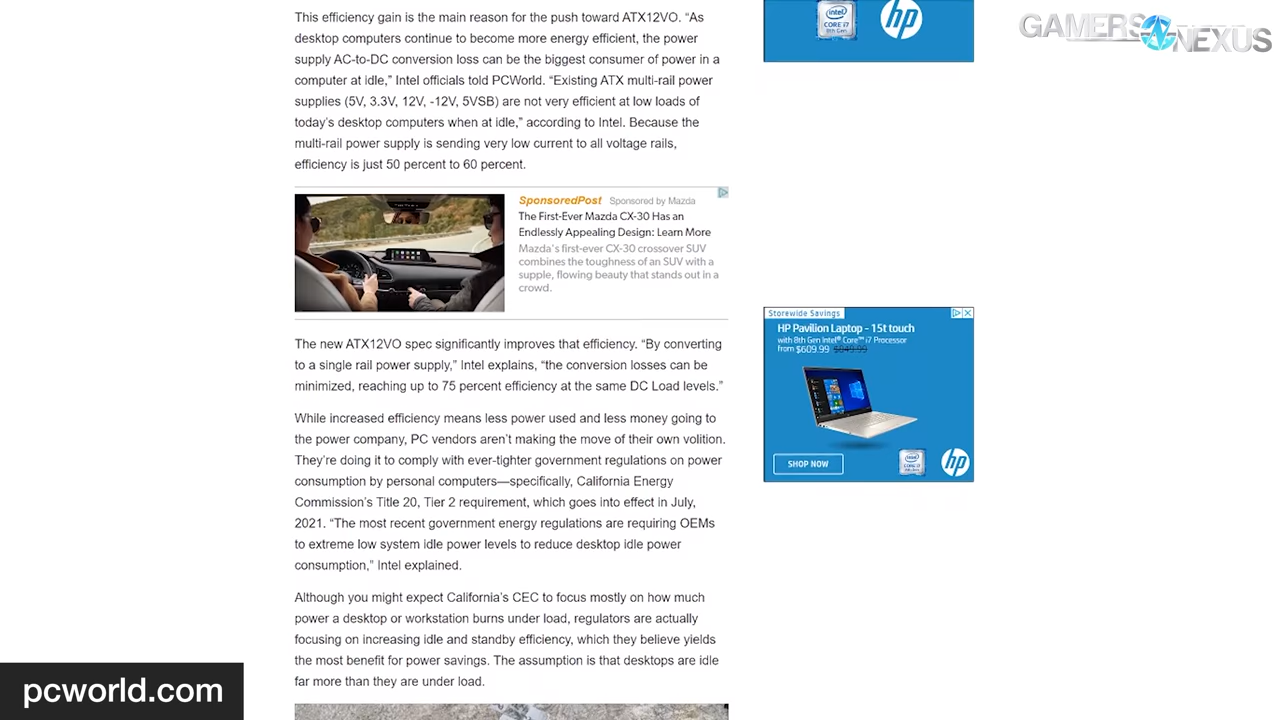 This efficiency gain is the main reason for the push toward ATX12VO. “As
desktop computers continue to become more energy efficient, the power
supply AC-to-DC conversion loss can be the biggest consumer of power in a
computer at idle,” Intel officials told PCWorld. “Existing ATX multi-rail power
supplies (5V, 3.3V, 12V, -12V, 5VSB) are not very efficient at low loads of
today’s desktop computers when at idle,” according to Intel. Because the
multi-rail power supply is sending very low current to all voltage rails,
efficiency is just 50 percent to 60 percent.
SponsoredPost Sponsored by Mazda
The First-Ever Mazda CX-30 Has an
Endlessly Appealing Design: Learn More
Mazda's first-ever CX-30 crossover SUV
combines the toughness of an SUV with a
supple, flowing beauty that stands out in a
crowd.
The new ATX12VO spec significantly improves that efficiency. “By converting
to a single rail power supply,” Intel explains, “the conversion losses can be
minimized, reaching up to 75 percent efficiency at the same DC Load levels.”
While increased efficiency means less power used and less money going to
the power company, PC vendors aren’t making the move of their own volition.
They’re doing it to comply with ever-tighter government regulations on power
consumption by personal computers—specifically, California Energy
Commission’s Title 20, Tier 2 requirement, which goes into effect in July,
2021. “The most recent government energy regulations are requiring OEMs
to extreme low system idle power levels to reduce desktop idle power
consumption,” Intel explained.
Although you might expect California’s CEC to focus mostly on how much
power a desktop or workstation burns under load, regulators are actually
focusing on increasing idle and standby efficiency, which they believe yields
the most benefit for power savings. The assumption is that desktops are idle
far more than they are under load.
intel
CORE i7
8th Gen
hp
GAMERS
NEXUS
Storewide Savings
HP Pavilion Laptop - 15t touch
with 8th Gen Intel® Core™ i7 Processor
from $609.99 $849.99
SHOP NOW
intel
CORE i7
hp
pcworld.com